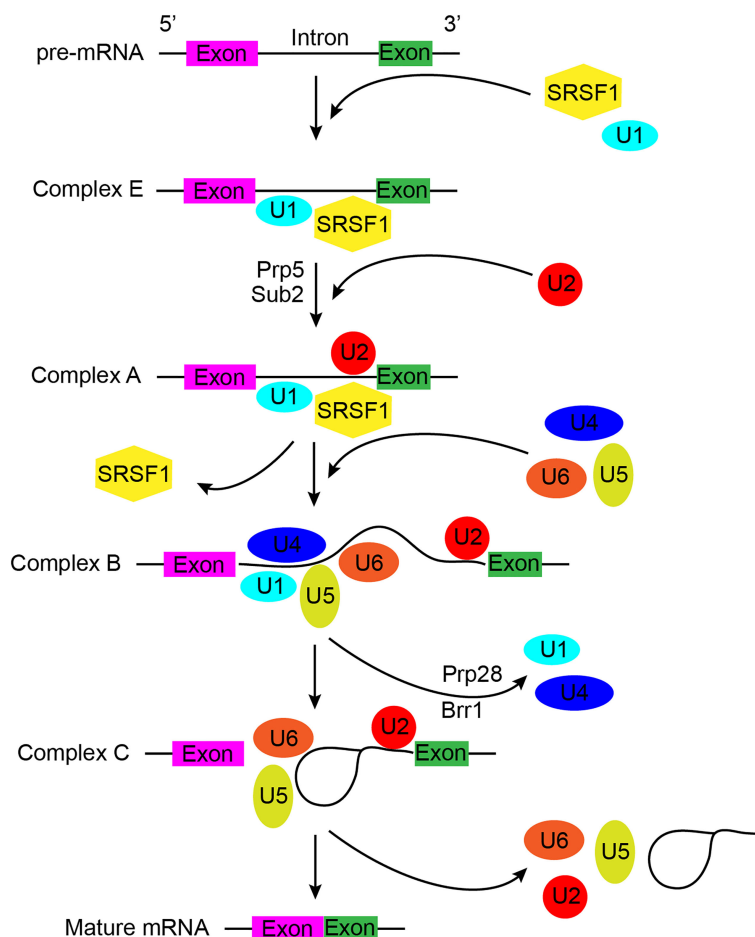 5’ 3’
pre-mRNA Exon Intron Exon
SRSF1
U1
Complex E Exon Exon
U1 SRSF1
Prp5
Sub2
U2
U2
Complex A Exon Exon
U1 SRSF1
U4
SRSF1 U6 U5
U4 U2
Complex B Exon U6 Exon
U1 U5
U1
Prp28
U4
Brr1
U6 U2
Complex C Exon Exon
U5
U6 U5
U2
Mature mRNA Exon Exon